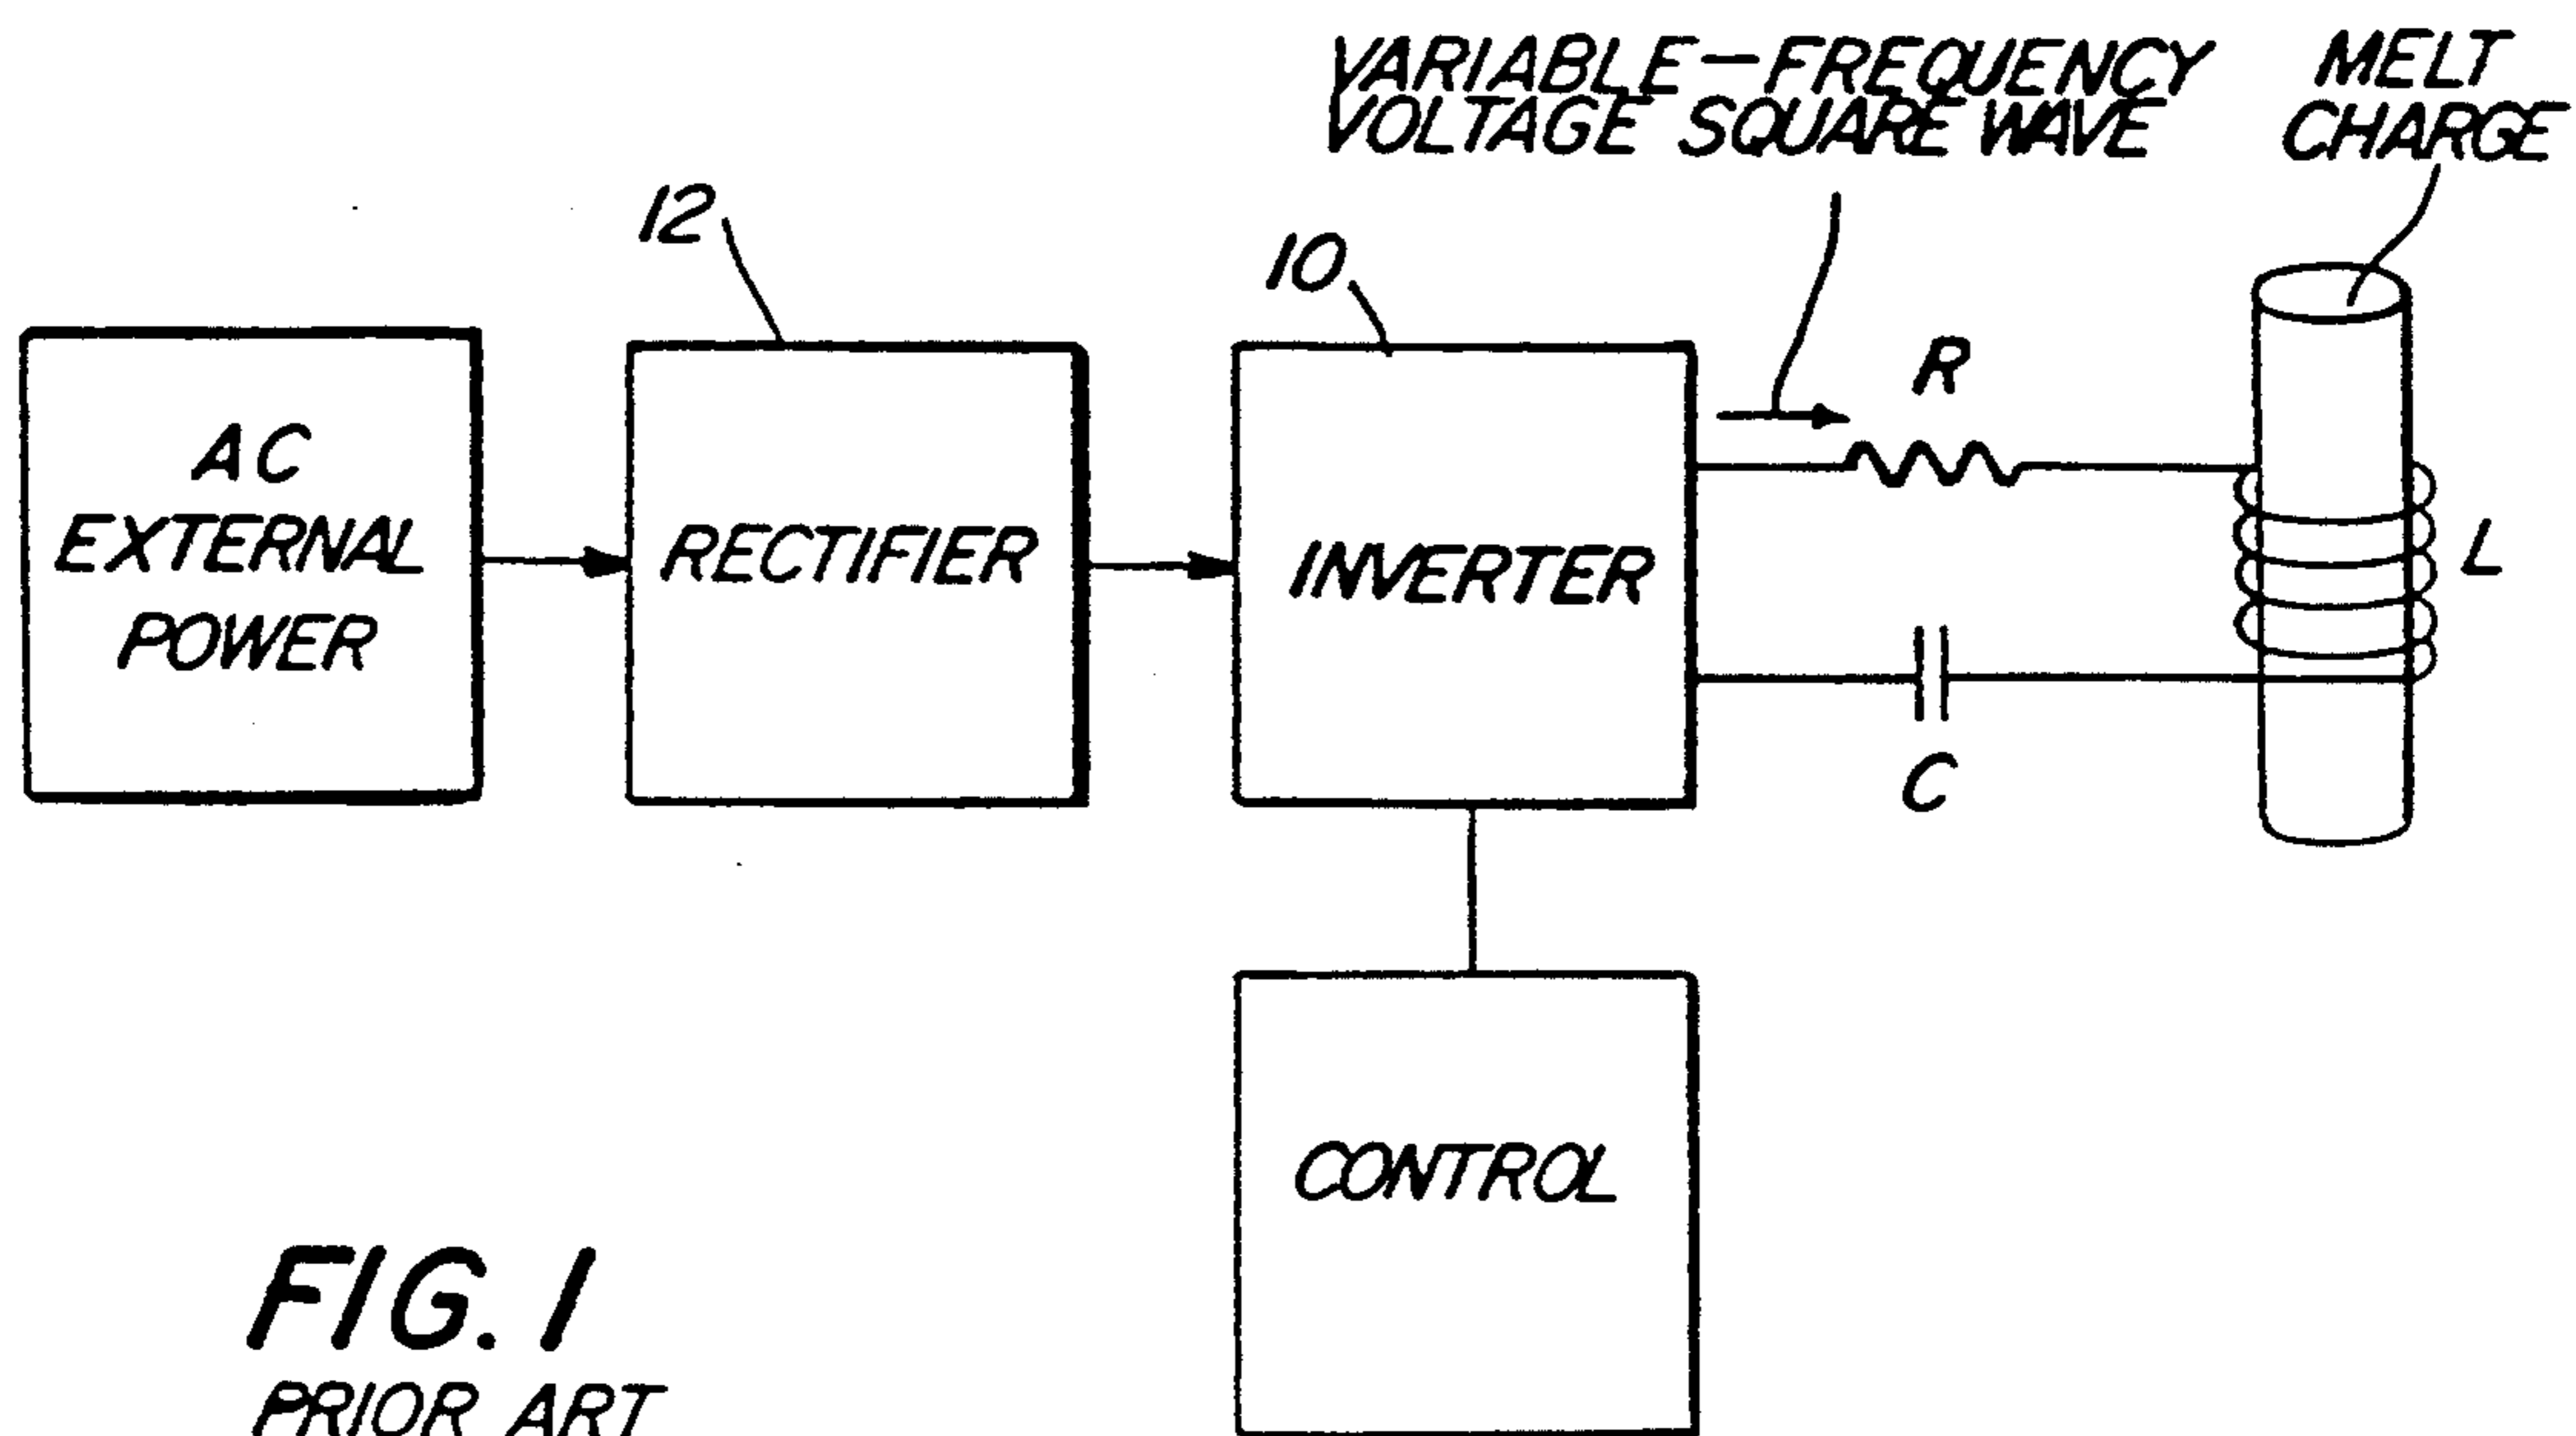 VARIABLE-FREQUENCY
VOLTAGE SQUARE WAVE
MELT
CHARGE
12
10
R
AC
EXTERNAL
POWER
RECTIFIER
INVERTER
L
C
CONTROL
FIG. 1
PRIOR ART